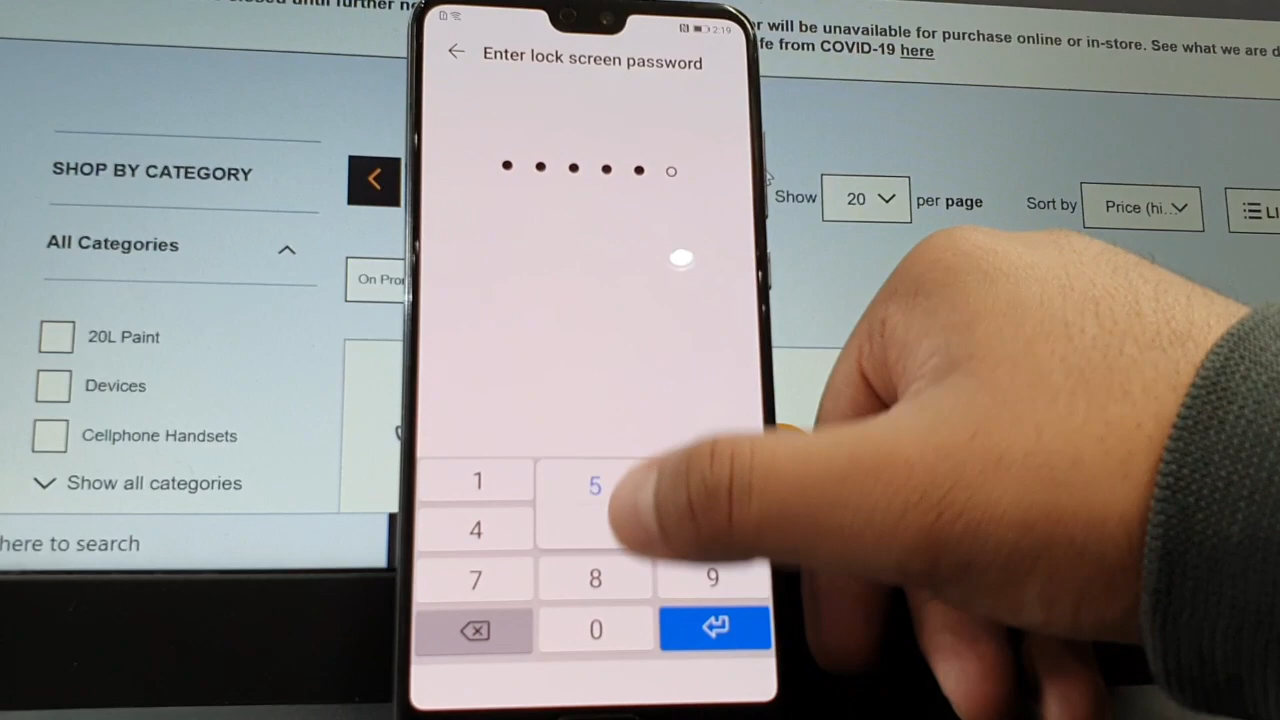 until further
r will be unavailable for purchase online or in-store. See what we are d
fe from COVID-19 here
2:19
Enter lock screen password
SHOP BY CATEGORY
Show 20 per page Sort by Price (hi... LI
All Categories
On Pro
20L Paint
Devices
Cellphone Handsets
Show all categories
here to search
1 5
4
7 8 9
0